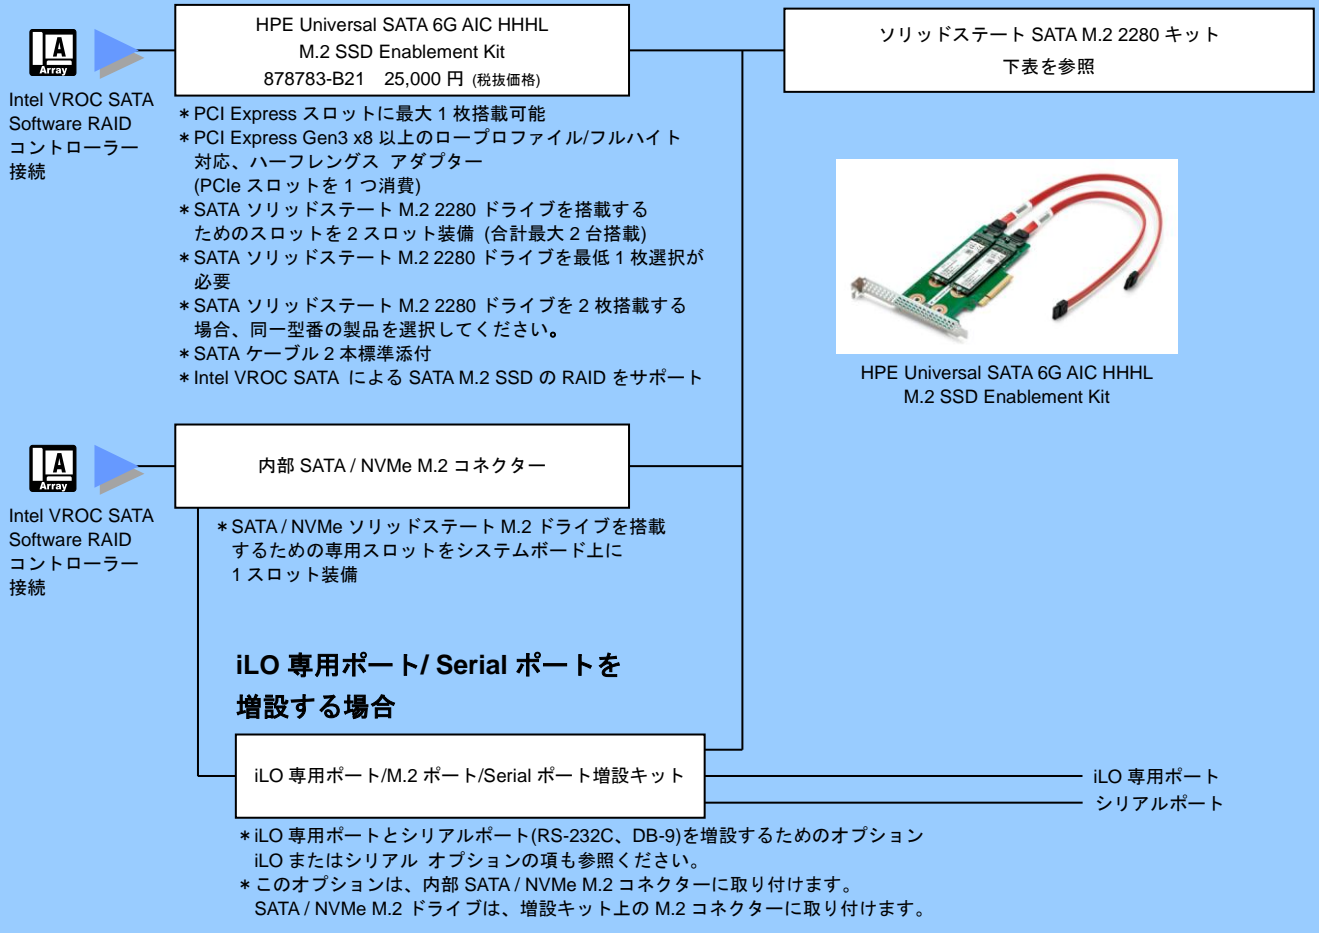 A
Array
Intel VROC SATA
Software RAID
コントローラー
接続
HPE Universal SATA 6G AIC HHHL
M.2 SSD Enablement Kit
878783-B21 25,000 円 (税抜価格)
ソリッドステート SATA M.2 2280 キット
下表を参照
＊PCI Express スロットに最大 1 枚搭載可能
＊PCI Express Gen3 x8 以上のロープロファイル/フルハイト
対応、ハーフレングス アダプター
(PCIe スロットを 1 つ消費)
＊SATA ソリッドステート M.2 2280 ドライブを搭載する
ためのスロットを 2 スロット装備 (合計最大 2 台搭載)
＊SATA ソリッドステート M.2 2280 ドライブを最低 1 枚選択が
必要
＊SATA ソリッドステート M.2 2280 ドライブを 2 枚搭載する
場合、同一型番の製品を選択してください。
＊SATA ケーブル 2 本標準添付
＊Intel VROC SATA による SATA M.2 SSD の RAID をサポート
HPE Universal SATA 6G AIC HHHL
M.2 SSD Enablement Kit
A
Array
Intel VROC SATA
Software RAID
コントローラー
接続
内部 SATA / NVMe M.2 コネクター
＊SATA / NVMe ソリッドステート M.2 ドライブを搭載
するための専用スロットをシステムボード上に
1 スロット装備
iLO 専用ポート/ Serial ポートを
増設する場合
iLO 専用ポート/M.2 ポート/Serial ポート増設キット
iLO 専用ポート
シリアルポート
＊iLO 専用ポートとシリアルポート(RS-232C、DB-9)を増設するためのオプション
iLO またはシリアル オプションの項も参照ください。
＊このオプションは、内部 SATA / NVMe M.2 コネクターに取り付けます。
SATA / NVMe M.2 ドライブは、増設キット上の M.2 コネクターに取り付けます。